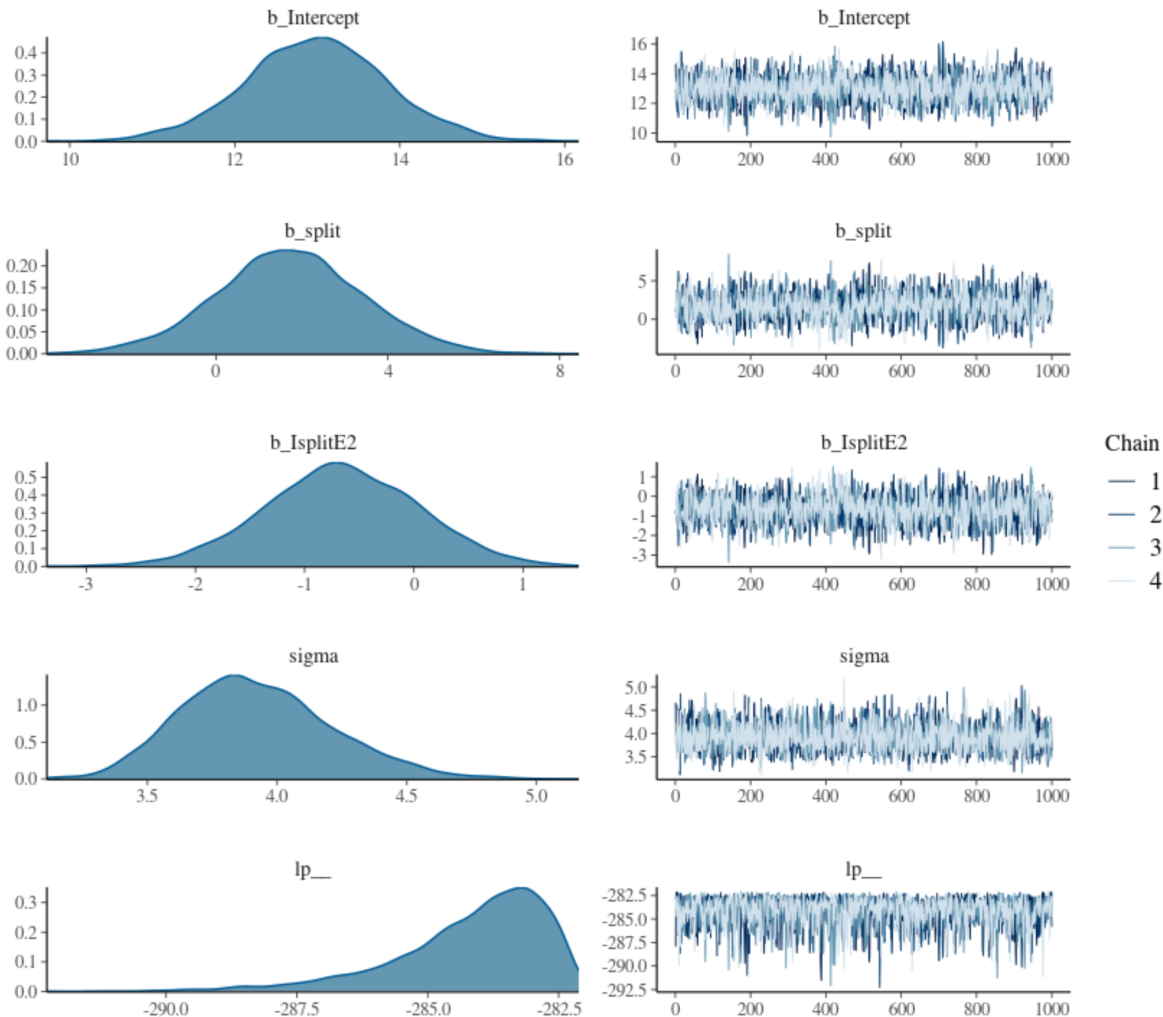 b_Intercept
0.4
0.3
0.2
0.1
0.0
10 12 14 16
b_Intercept
16
14
12
10
0 200 400 600 800 1000
b_split
0.20
0.15
0.10
0.05
0.00
0 4 8
b_split
5
0
0 200 400 600 800 1000
b_IsplitE2
0.5
0.4
0.3
0.2
0.1
0.0
-3 -2 -1 0 1
b_IsplitE2
1
0
-1
-2
-3
0 200 400 600 800 1000
sigma
1.0
0.5
0.0
3.5 4.0 4.5 5.0
sigma
5.0
4.5
4.0
3.5
0 200 400 600 800 1000
lp__
0.3
0.2
0.1
0.0
-290.0 -287.5 -285.0 -282.5
lp__
-282.5
-285.0
-287.5
-290.0
-292.5
0 200 400 600 800 1000
Chain
1
2
3
4